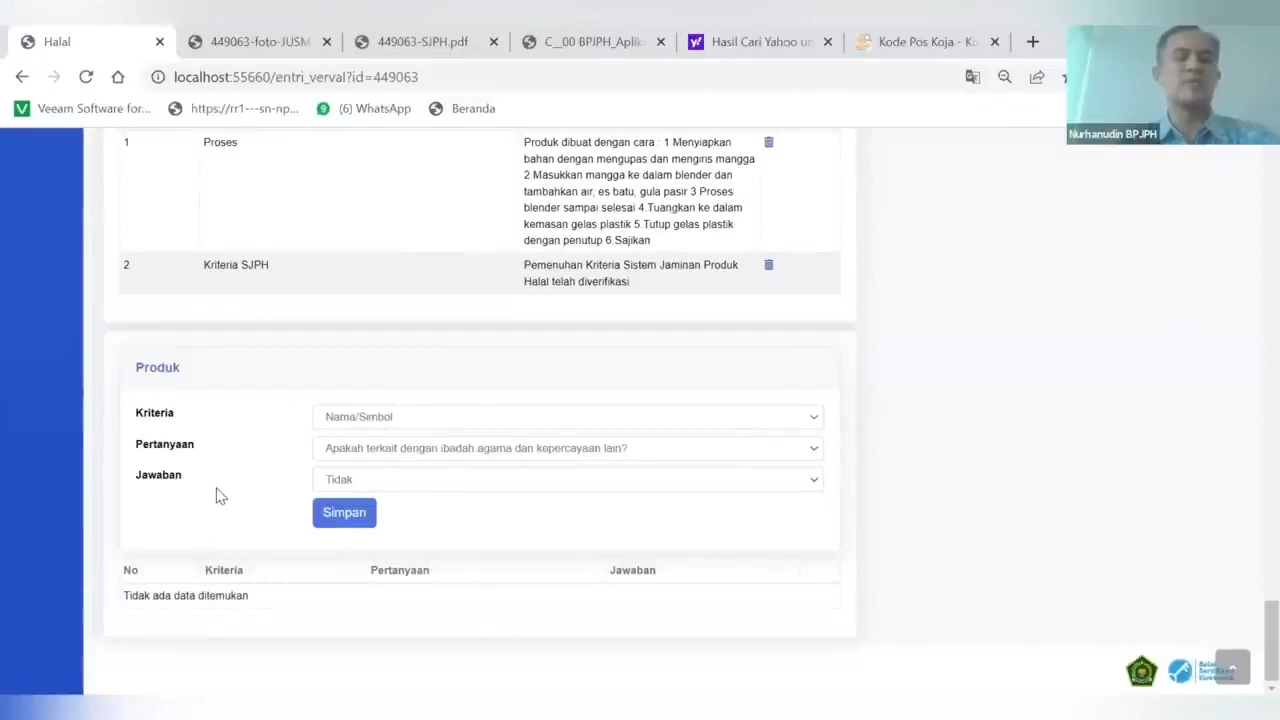 Halal
449063-foto-JUSM
449063-SJPH.pdf
C__00 BPJPH_Aplik
Hasil Cari Yahoo un
Kode Pos Koja - Ko
localhost:55660/entri_verval?id=449063
Veeam Software for...
https://rr1---sn-np...
(6) WhatsApp
Beranda
Nurhanudin BPJPH
1 Proses Produk dibuat dengan cara : 1 Menyiapkan
bahan dengan mengupas dan mengiris mangga
2.Masukkan mangga ke dalam blender dan
tambahkan air, es batu, gula pasir 3 Proses
blender sampai selesai 4.Tuangkan ke dalam
kemasan gelas plastik 5.Tutup gelas plastik
dengan penutup 6.Sajikan
2 Kriteria SJPH Pemenuhan Kriteria Sistem Jaminan Produk
Halal telah diverifikasi
Produk
Kriteria Nama/Simbol
Pertanyaan Apakah terkait dengan ibadah agama dan kepercayaan lain?
Jawaban Tidak
Simpan
No Kriteria Pertanyaan Jawaban
Tidak ada data ditemukan